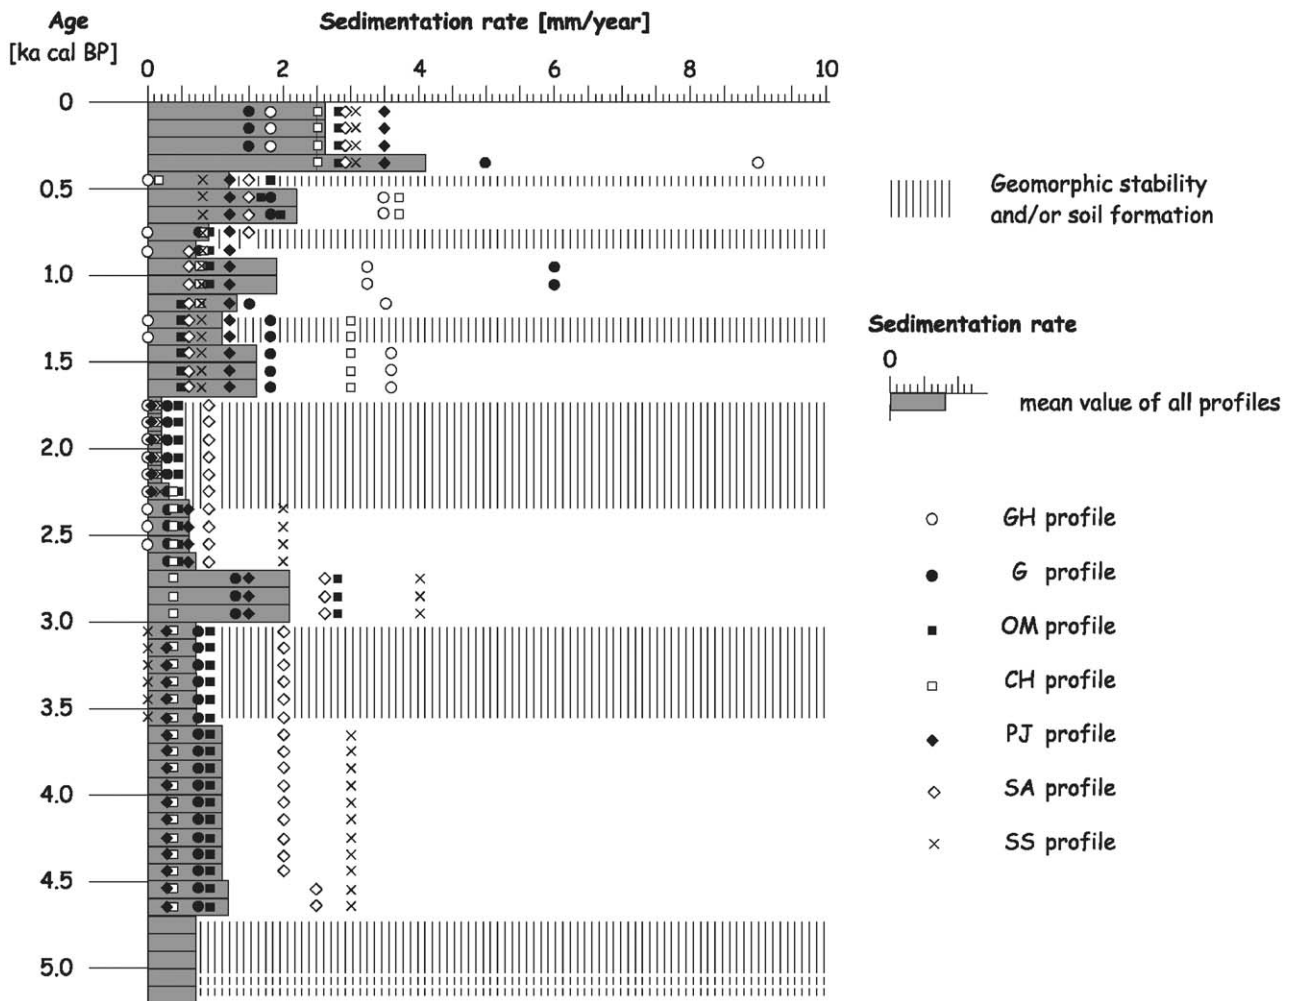 Age
Sedimentation rate [mm/year]
[ka cal BP]
0 2 4 6 8 10
0
0.5
1.0
1.5
2.0
2.5
3.0
3.5
4.0
4.5
5.0
Geomorphic stability
and/or soil formation
Sedimentation rate
0
mean value of all profiles
GH profile
G profile
OM profile
CH profile
PJ profile
SA profile
SS profile